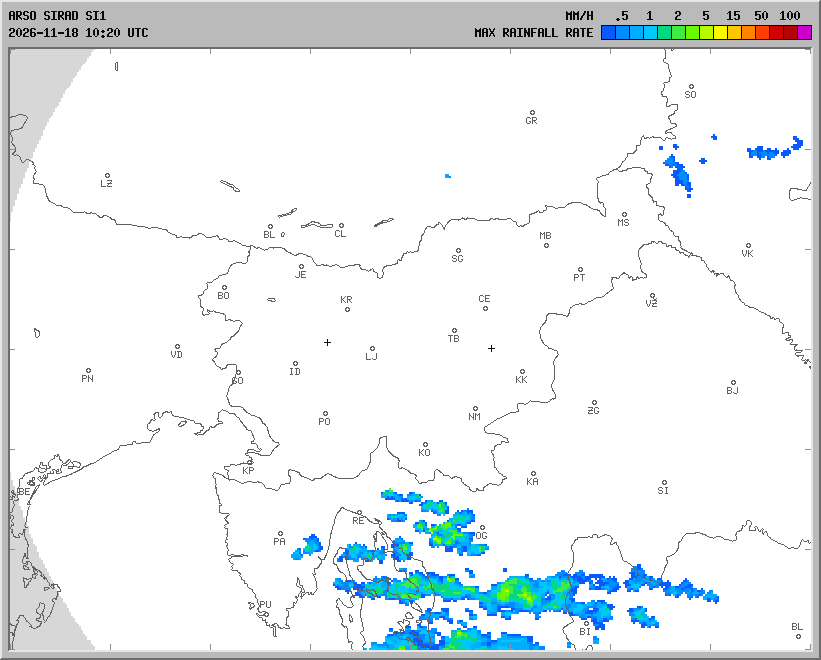 ARSO SIRAD SI1
2026-11-18 10:20 UTC
MM/H .5 1 2 5 15 50 100
MAX RAINFALL RATE
SO
GR
LZ
MS
BL
CL
MB
VK
SG
JE
PT
BO
KR
CE
VZ
TB
VD
LJ
ID
PN
GO
KK
BJ
ZG
NM
PO
KO
KP
KA
BE
SI
RE
OG
PA
PU
BI
BL